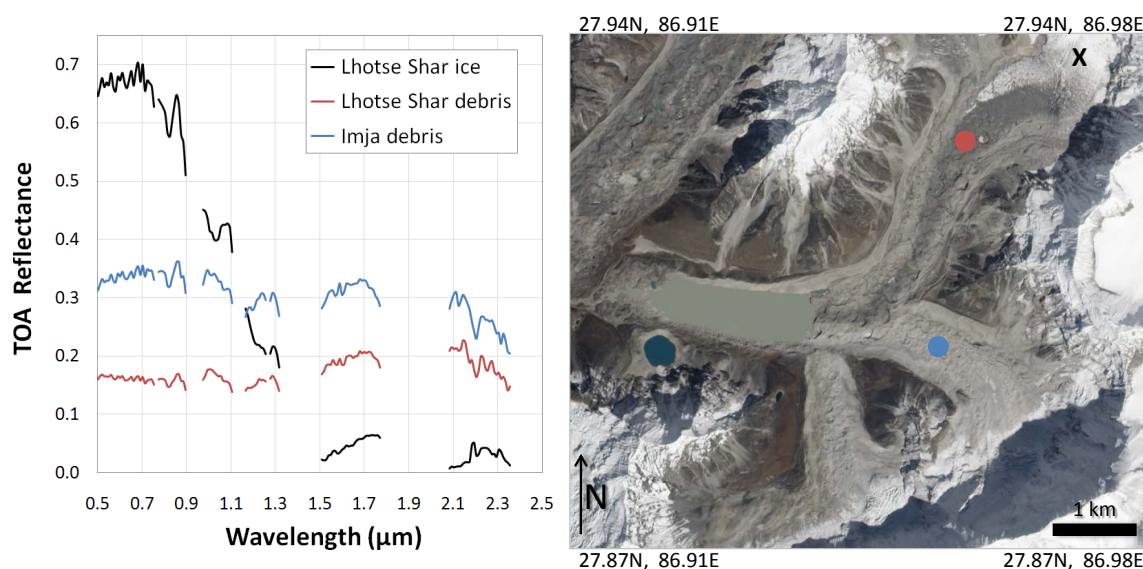 TOA Reflectance
0.7
0.6
0.5
0.4
0.3
0.2
0.1
0.0
0.5 0.7 0.9 1.1 1.3 1.5 1.7 1.9 2.1 2.3 2.5
Wavelength (µm)
Lhotse Shar ice
Lhotse Shar debris
Imja debris
27.94N, 86.91E
27.94N, 86.98E
X
N
1 km
27.87N, 86.91E
27.87N, 86.98E